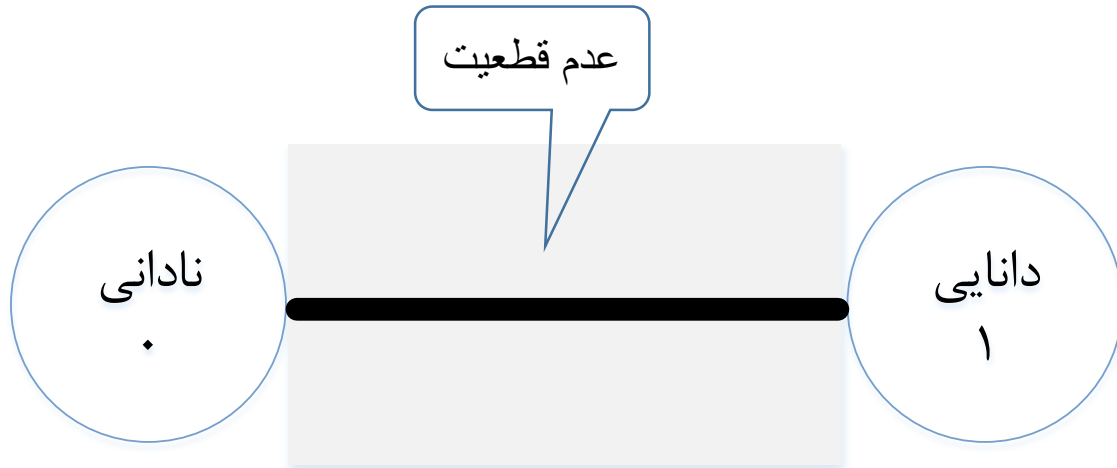 عدم قطعیت
دانایی
۱
نادانی
۰